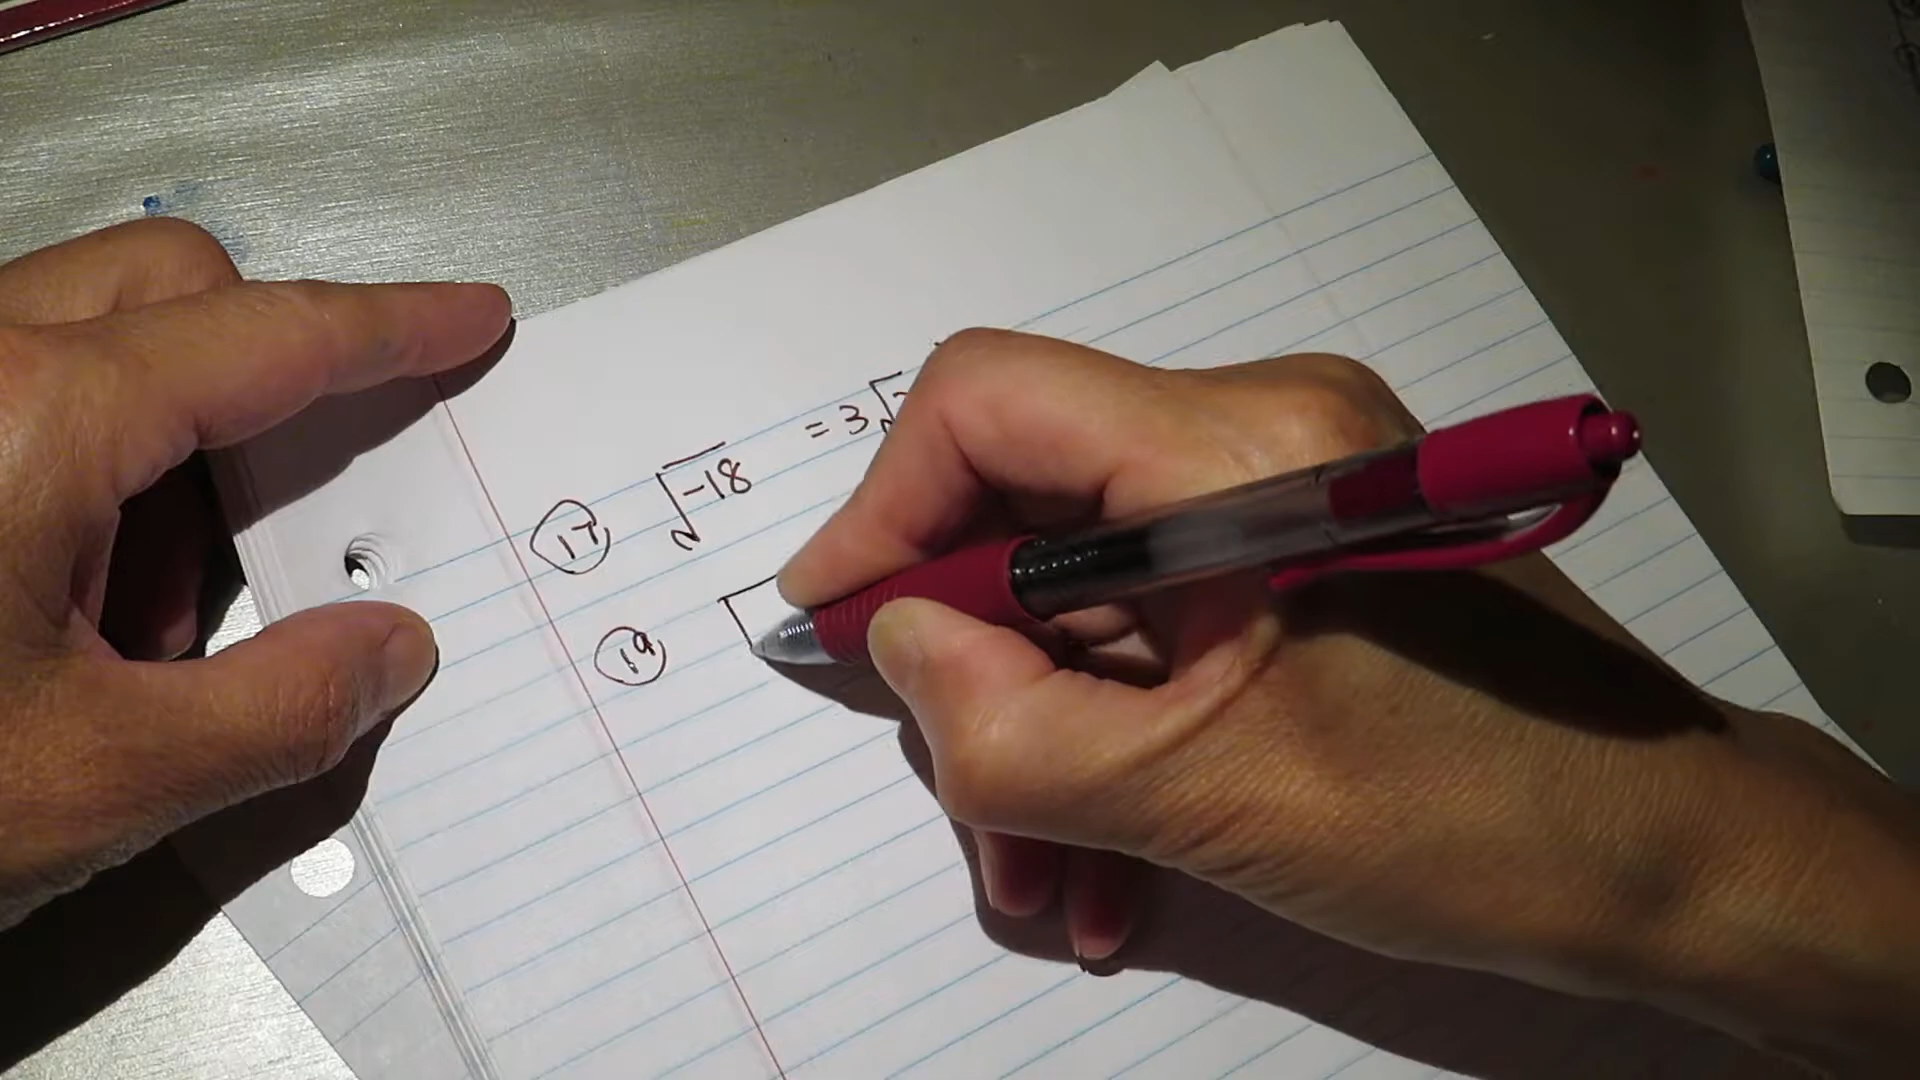 17 √-18 = 3√
19 √